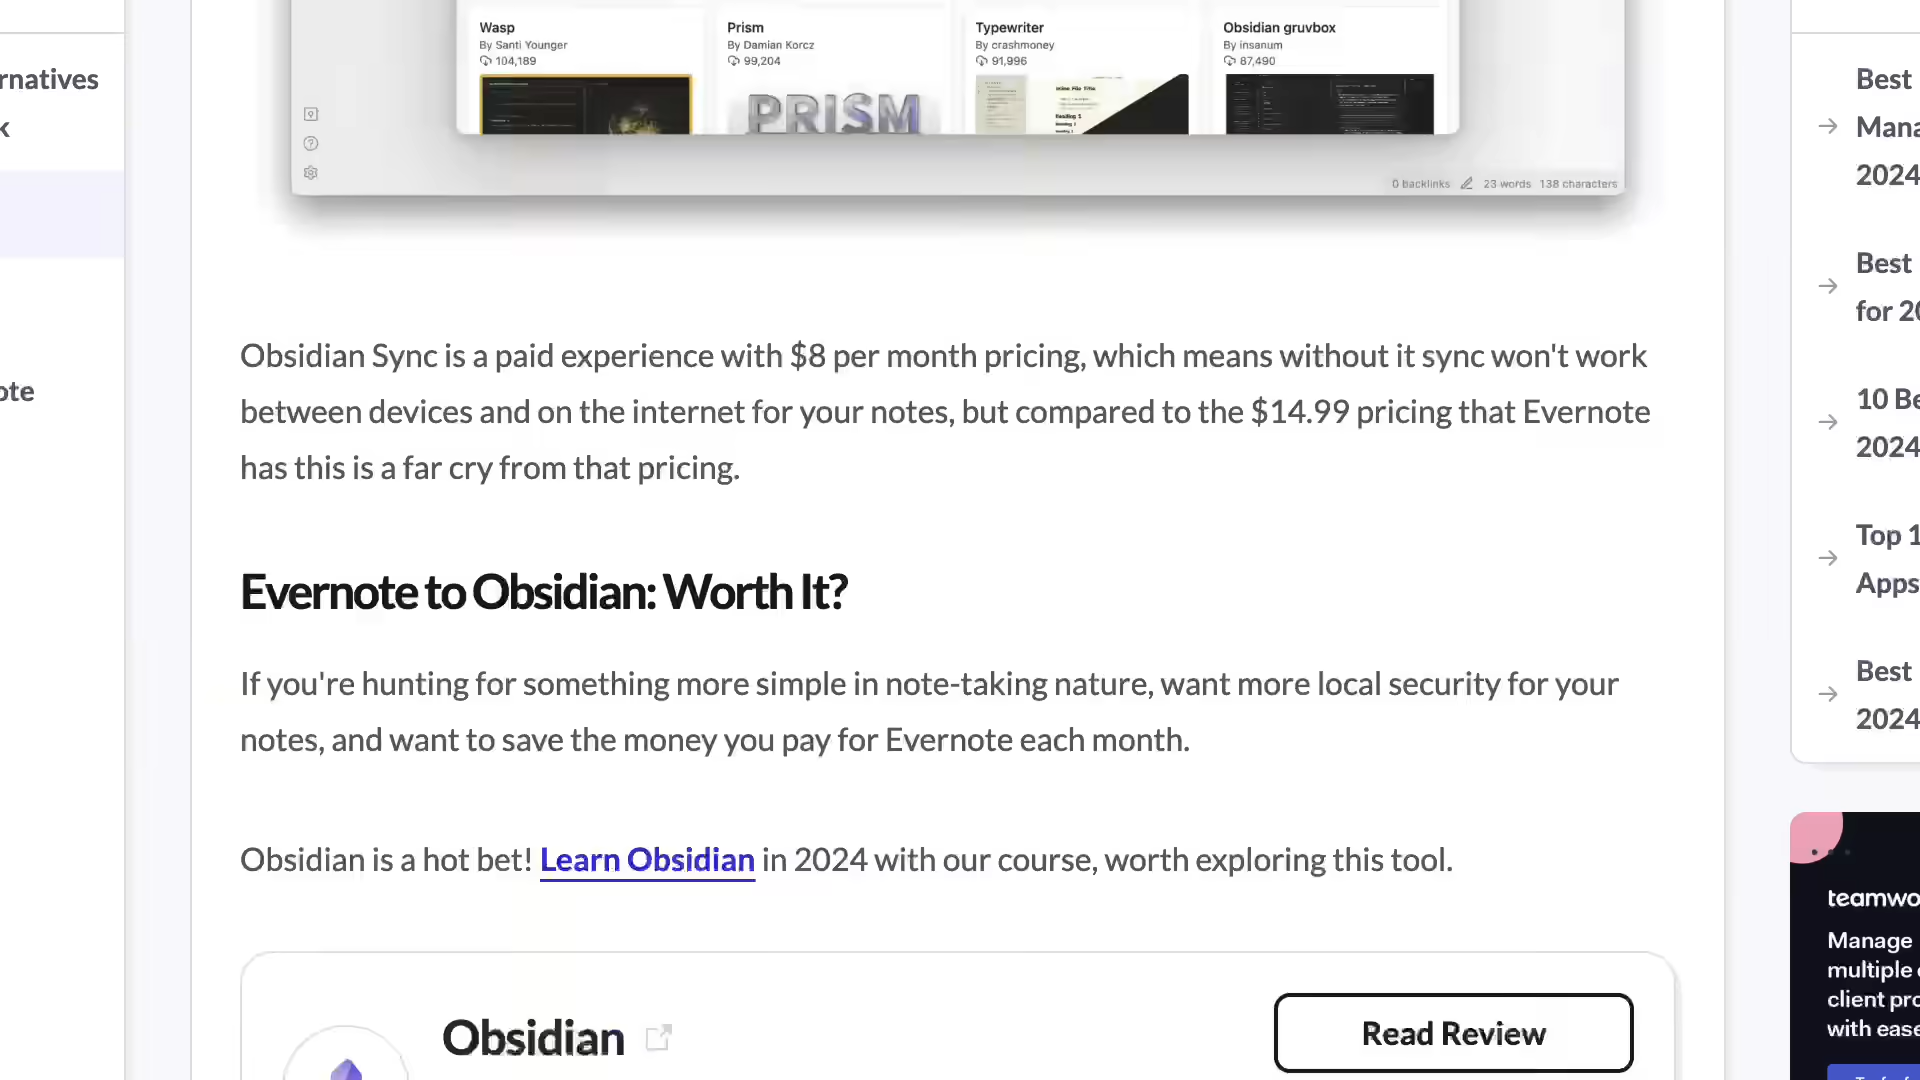 Wasp
By Santi Younger
104,189
Prism
By Damian Korcz
99,204
Typewriter
By crashmoney
91,996
Obsidian gruvbox
By insanum
87,490
PRISM
Heading 1
0 backlinks 23 words 138 characters
rnatives
k
ote
Obsidian Sync is a paid experience with $8 per month pricing, which means without it sync won't work
between devices and on the internet for your notes, but compared to the $14.99 pricing that Evernote
has this is a far cry from that pricing.
Evernote to Obsidian: Worth It?
If you're hunting for something more simple in note-taking nature, want more local security for your
notes, and want to save the money you pay for Evernote each month.
Obsidian is a hot bet! Learn Obsidian in 2024 with our course, worth exploring this tool.
Obsidian
Read Review
Best
Mana
2024
Best
for 20
10 Be
2024
Top 1
Apps
Best
2024
teamwo
Manage
multiple
client pro
with ease